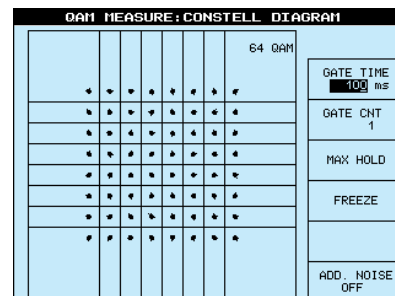 QAM MEASURE:CONSTELL DIAGRAM
64 QAM
GATE TIME
100 ms
GATE CNT
1
MAX HOLD
FREEZE
ADD. NOISE
OFF